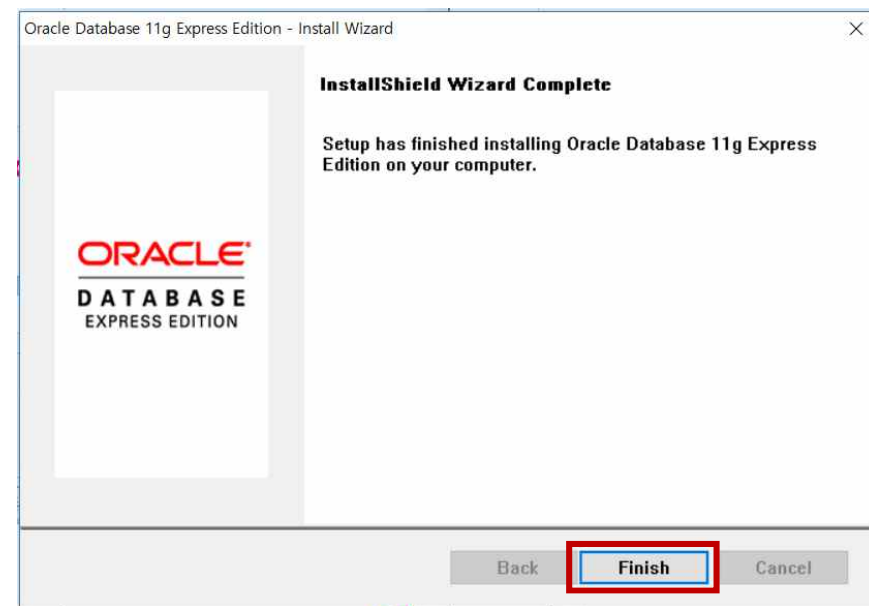 Oracle Database 11g Express Edition - Install Wizard
InstallShield Wizard Complete
Setup has finished installing Oracle Database 11g Express
Edition on your computer.
ORACLE
DATABASE
EXPRESS EDITION
Back
Finish
Cancel